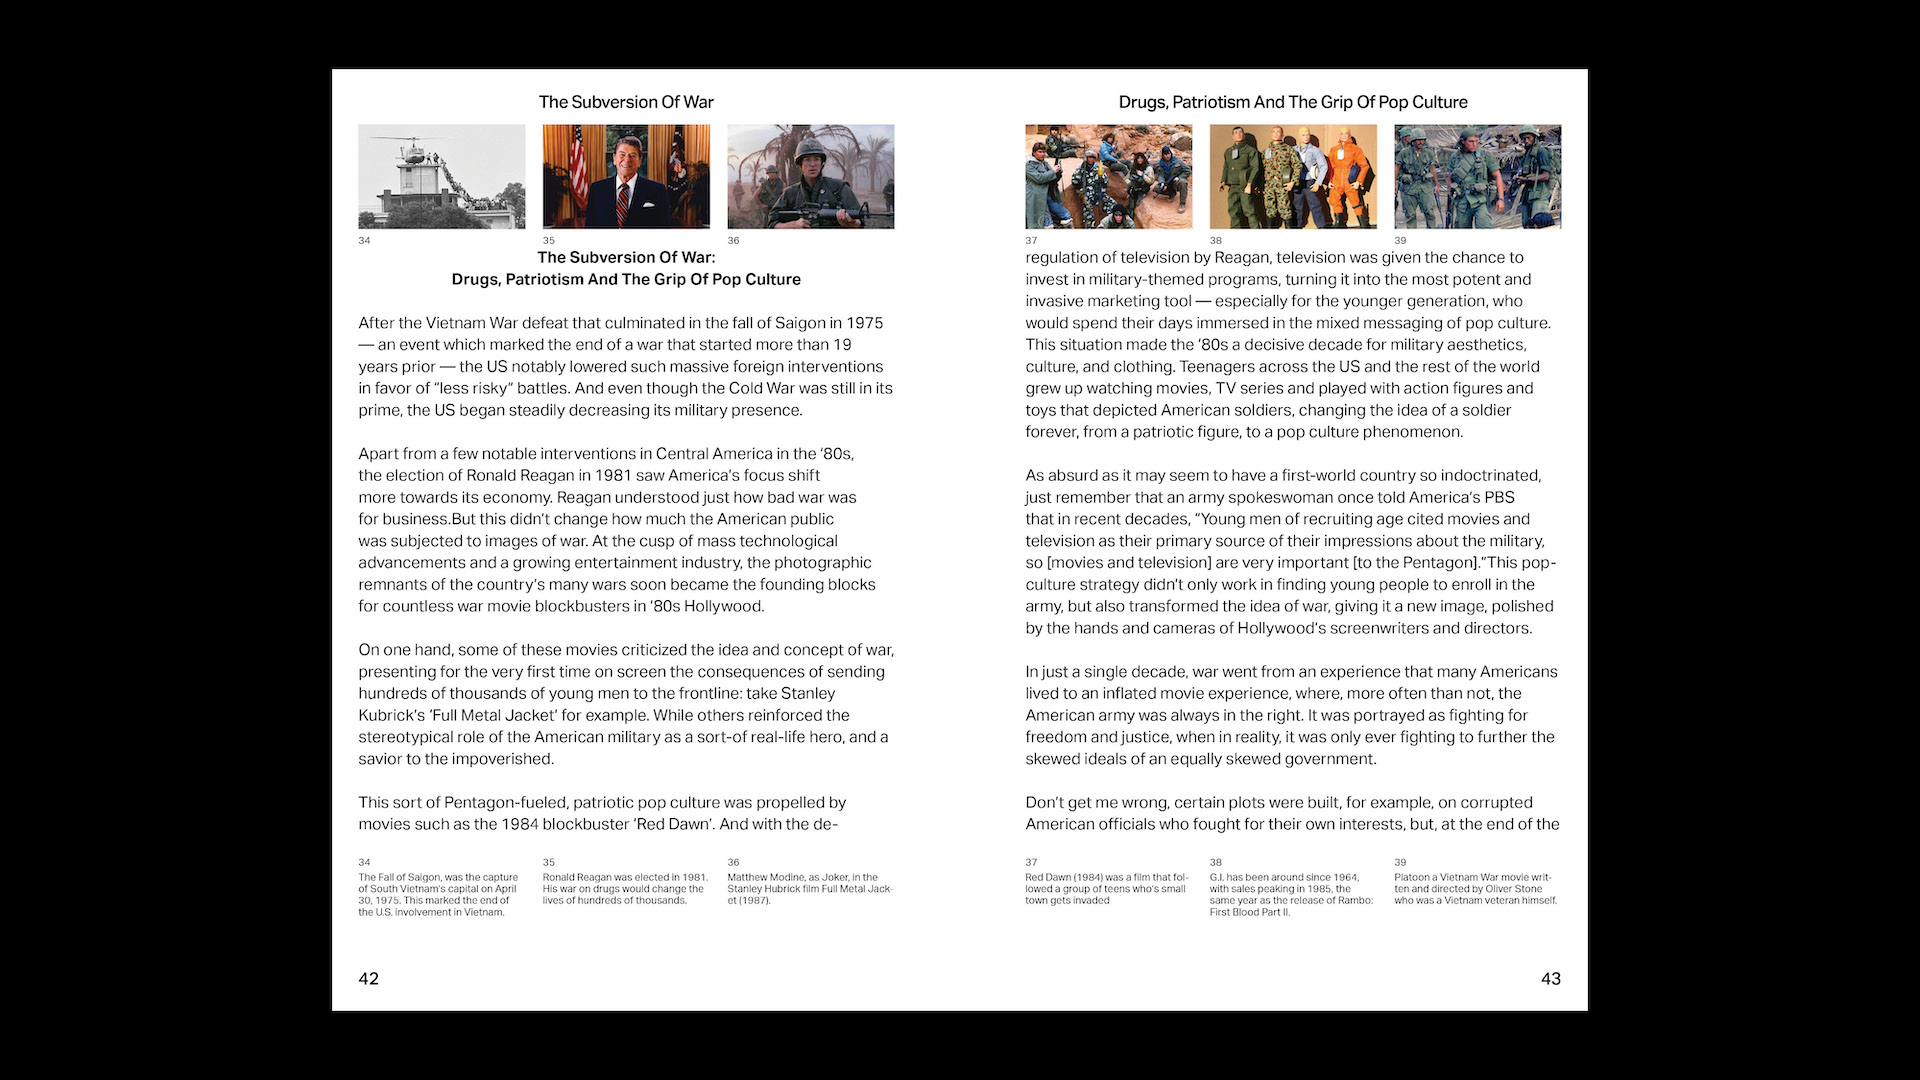 The Subversion Of War
34
35
36
The Subversion Of War:
Drugs, Patriotism And The Grip Of Pop Culture
After the Vietnam War defeat that culminated in the fall of Saigon in 1975
— an event which marked the end of a war that started more than 19
years prior — the US notably lowered such massive foreign interventions
in favor of “less risky” battles. And even though the Cold War was still in its
prime, the US began steadily decreasing its military presence.
Apart from a few notable interventions in Central America in the ‘80s,
the election of Ronald Reagan in 1981 saw America’s focus shift
more towards its economy. Reagan understood just how bad war was
for business.But this didn’t change how much the American public
was subjected to images of war. At the cusp of mass technological
advancements and a growing entertainment industry, the photographic
remnants of the country’s many wars soon became the founding blocks
for countless war movie blockbusters in ‘80s Hollywood.
On one hand, some of these movies criticized the idea and concept of war,
presenting for the very first time on screen the consequences of sending
hundreds of thousands of young men to the frontline: take Stanley
Kubrick’s ‘Full Metal Jacket’ for example. While others reinforced the
stereotypical role of the American military as a sort-of real-life hero, and a
savior to the impoverished.
This sort of Pentagon-fueled, patriotic pop culture was propelled by
movies such as the 1984 blockbuster ‘Red Dawn’. And with the de-
34
The Fall of Saigon, was the capture
of South Vietnam’s capital on April
30, 1975. This marked the end of
the U.S. involvement in Vietnam.
35
Ronald Reagan was elected in 1981.
His war on drugs would change the
lives of hundreds of thousands.
36
Matthew Modine, as Joker, in the
Stanley Hubrick film Full Metal Jack-
et (1987).
42
Drugs, Patriotism And The Grip Of Pop Culture
37
38
39
regulation of television by Reagan, television was given the chance to
invest in military-themed programs, turning it into the most potent and
invasive marketing tool — especially for the younger generation, who
would spend their days immersed in the mixed messaging of pop culture.
This situation made the ‘80s a decisive decade for military aesthetics,
culture, and clothing. Teenagers across the US and the rest of the world
grew up watching movies, TV series and played with action figures and
toys that depicted American soldiers, changing the idea of a soldier
forever, from a patriotic figure, to a pop culture phenomenon.
As absurd as it may seem to have a first-world country so indoctrinated,
just remember that an army spokeswoman once told America’s PBS
that in recent decades, “Young men of recruiting age cited movies and
television as their primary source of their impressions about the military,
so [movies and television] are very important [to the Pentagon].”This pop-
culture strategy didn’t only work in finding young people to enroll in the
army, but also transformed the idea of war, giving it a new image, polished
by the hands and cameras of Hollywood’s screenwriters and directors.
In just a single decade, war went from an experience that many Americans
lived to an inflated movie experience, where, more often than not, the
American army was always in the right. It was portrayed as fighting for
freedom and justice, when in reality, it was only ever fighting to further the
skewed ideals of an equally skewed government.
Don’t get me wrong, certain plots were built, for example, on corrupted
American officials who fought for their own interests, but, at the end of the
37
Red Dawn (1984) was a film that fol-
lowed a group of teens who’s small
town gets invaded
38
G.I. has been around since 1964,
with sales peaking in 1985, the
same year as the release of Rambo:
First Blood Part II.
39
Platoon a Vietnam War movie writ-
ten and directed by Oliver Stone
who was a Vietnam veteran himself.
43